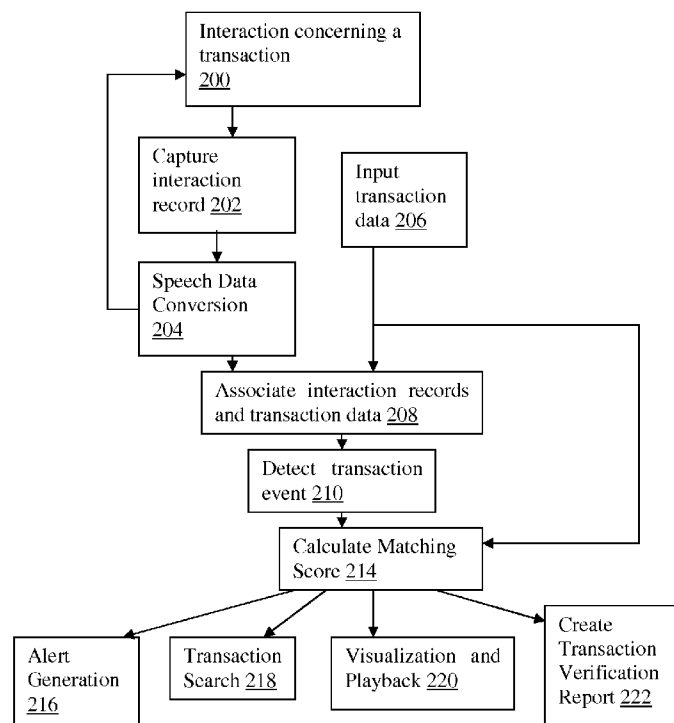 Interaction concerning a
transaction
200
Capture
interaction
record 202
Input
transaction
data 206
Speech Data
Conversion
204
Associate interaction records
and transaction data 208
Detect transaction
event 210
Calculate Matching
Score 214
Alert
Generation
216
Transaction
Search 218
Visualization and
Playback 220
Create
Transaction
Verification
Report 222